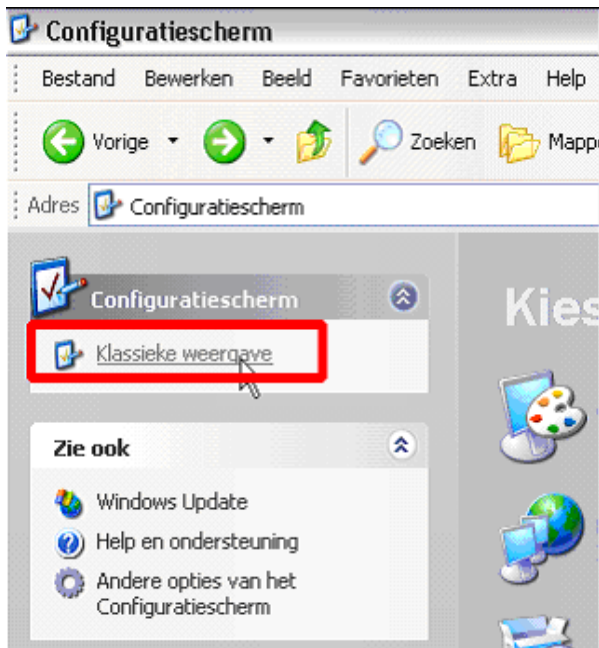 Configuratiescherm
Bestand Bewerken Beeld Favorieten Extra Help
Vorige Zoeken
Adres Configuratiescherm
Configuratiescherm
Klassieke weergave
Zie ook
Windows Update
Help en ondersteuning
Andere opties van het
Configuratiescherm
Kies